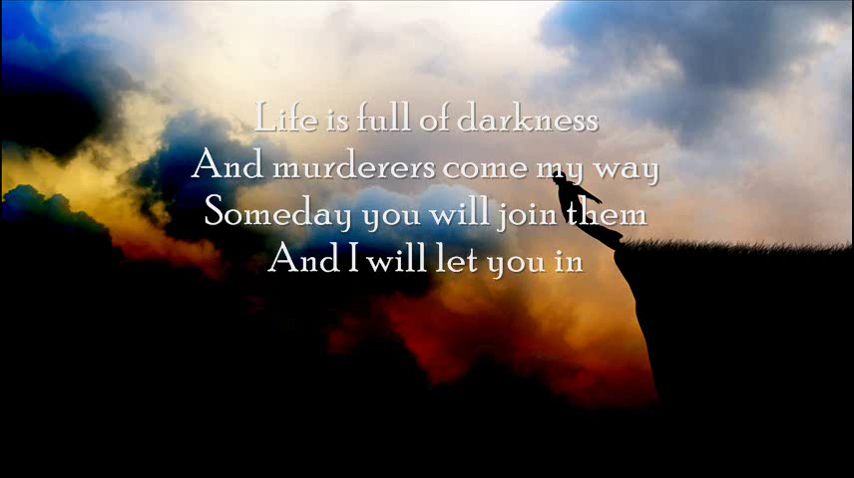 Life is full of darkness
And murderers come my way
Someday you will join them
And I will let you in